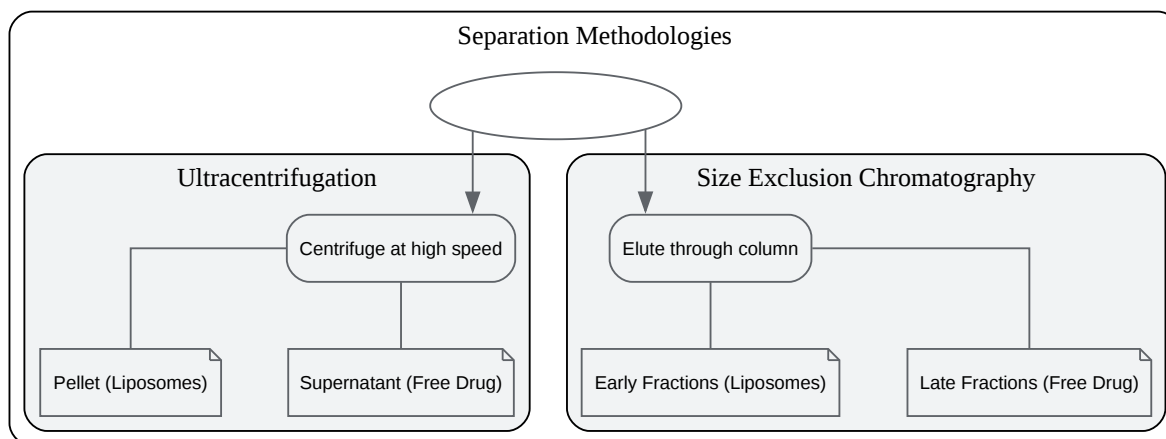 Separation Methodologies
Ultracentrifugation
Size Exclusion Chromatography
Centrifuge at high speed
Elute through column
Pellet (Liposomes)
Supernatant (Free Drug)
Early Fractions (Liposomes)
Late Fractions (Free Drug)